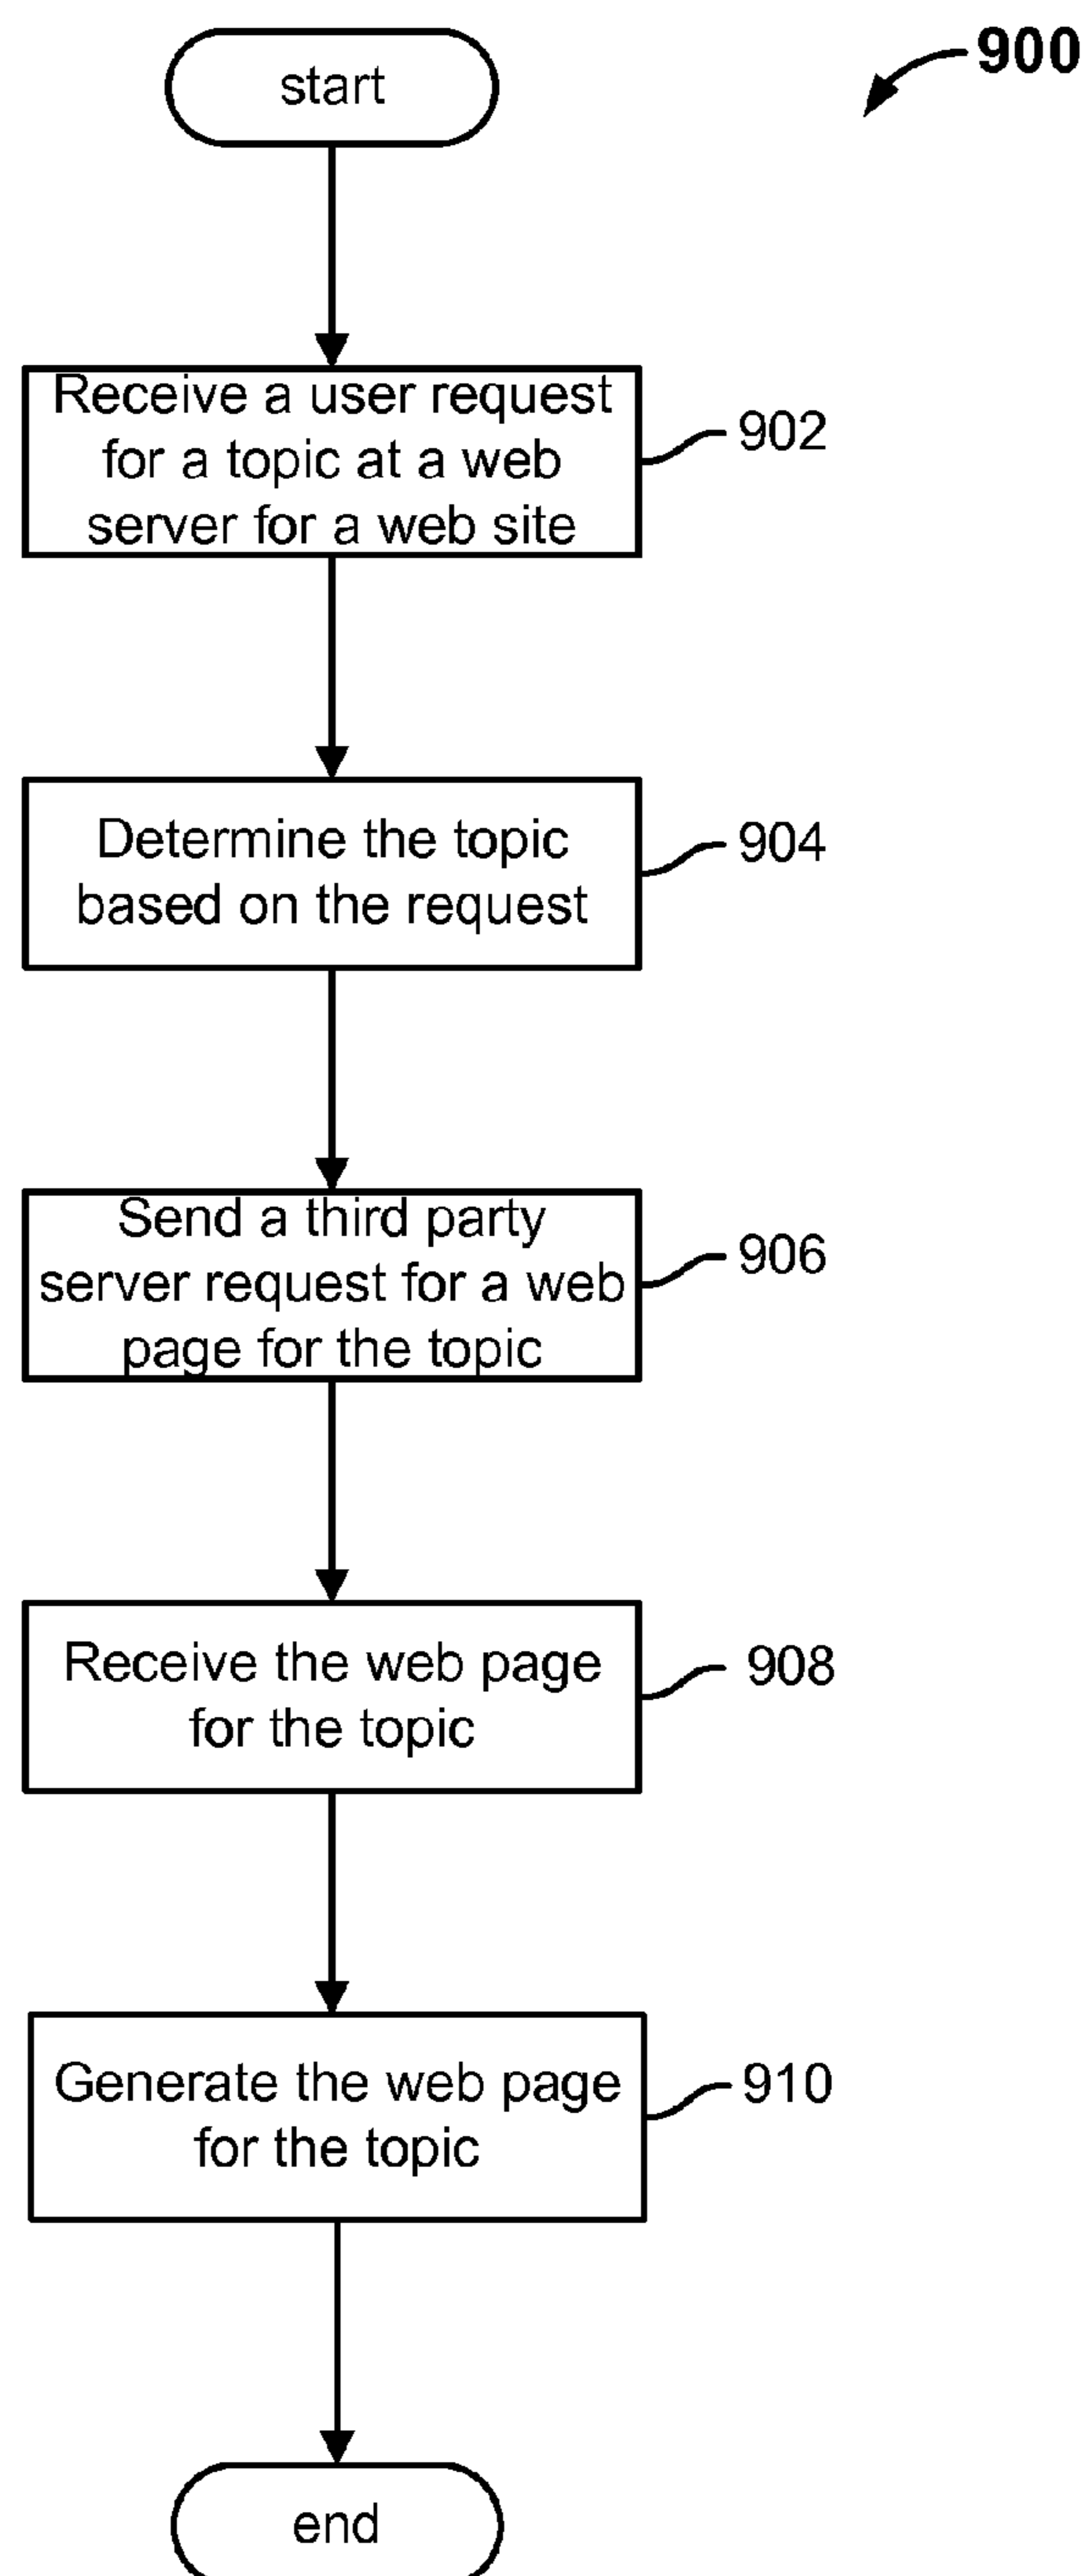 start
900
Receive a user request
for a topic at a web
server for a web site
902
Determine the topic
based on the request
904
Send a third party
server request for a web
page for the topic
906
Receive the web page
for the topic
908
Generate the web page
for the topic
910
end